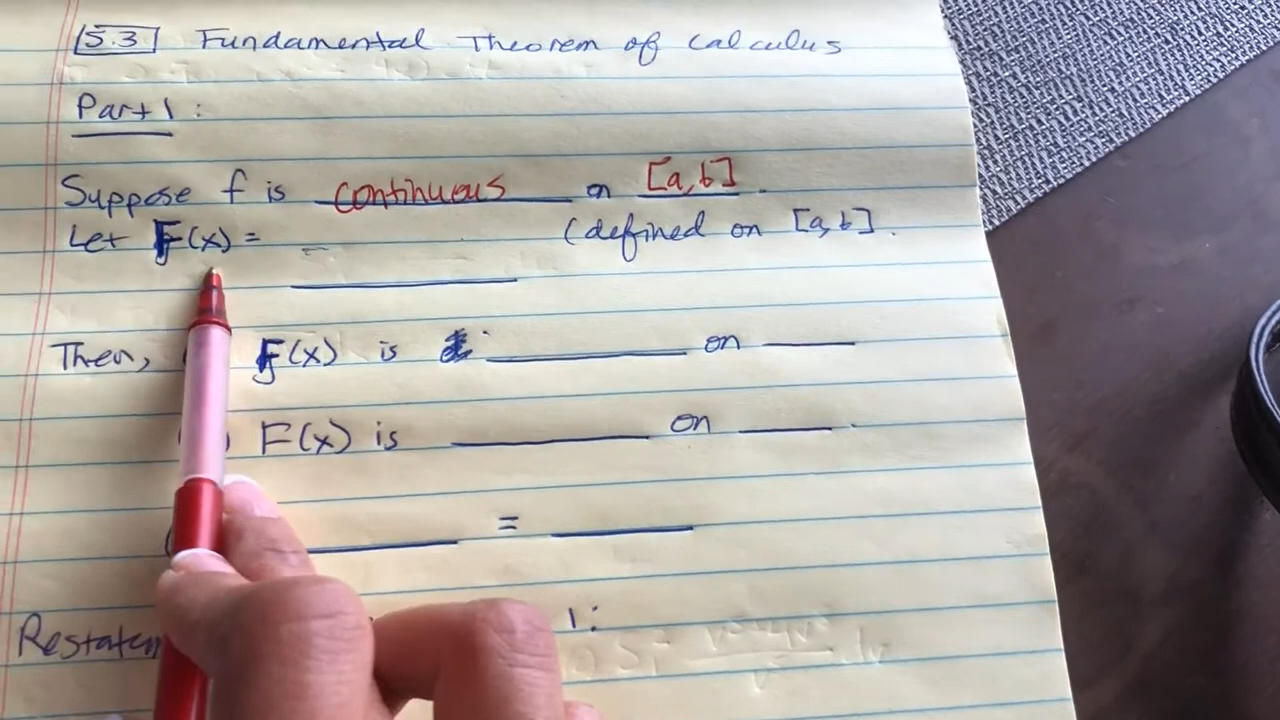 5.3 Fundamental Theorem of Calculus
Part 1:
Suppose f is continuous on [a,b].
Let F(x) = (defined on [a,b].
Then, F(x) is on
F(x) is on .
=
1: